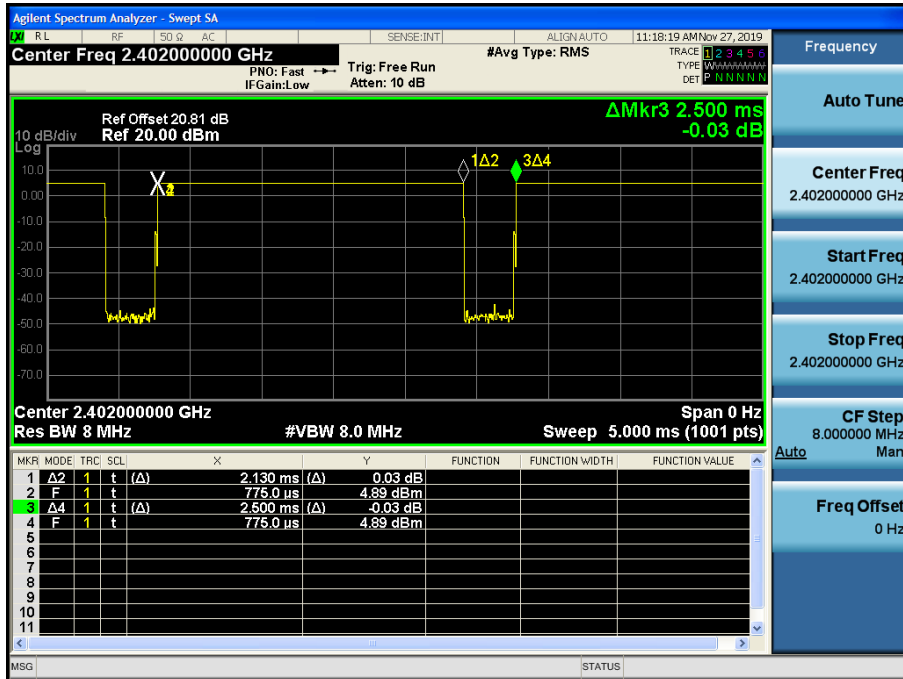 Agilent Spectrum Analyzer - Swept SA
LXI RL RF 50 Ω AC SENSE:INT ALIGN AUTO 11:18:19 AM Nov 27, 2019
Center Freq 2.402000000 GHz #Avg Type: RMS TRACE 1 2 3 4 5 6
PNO: Fast Trig: Free Run TYPE WWWWWW
IFGain:Low Atten: 10 dB DET P N N N N N
Frequency
Auto Tune
Center Freq
2.402000000 GHz
Start Freq
2.402000000 GHz
Stop Freq
2.402000000 GHz
CF Step
8.000000 MHz
Auto Man
Freq Offset
0 Hz
ΔMkr3 2.500 ms
-0.03 dB
Ref Offset 20.81 dB
10 dB/div Ref 20.00 dBm
Log
10.0
0.00
-10.0
-20.0
-30.0
-40.0
-50.0
-60.0
-70.0
1Δ2 3Δ4
Center 2.402000000 GHz Span 0 Hz
Res BW 8 MHz #VBW 8.0 MHz Sweep 5.000 ms (1001 pts)
MKR MODE TRC SCL X Y FUNCTION FUNCTION WIDTH FUNCTION VALUE
1 Δ2 1 t (Δ) 2.130 ms (Δ) 0.03 dB
2 F 1 t 775.0 µs 4.89 dBm
3 Δ4 1 t (Δ) 2.500 ms (Δ) -0.03 dB
4 F 1 t 775.0 µs 4.89 dBm
5
6
7
8
9
10
11
MSG STATUS